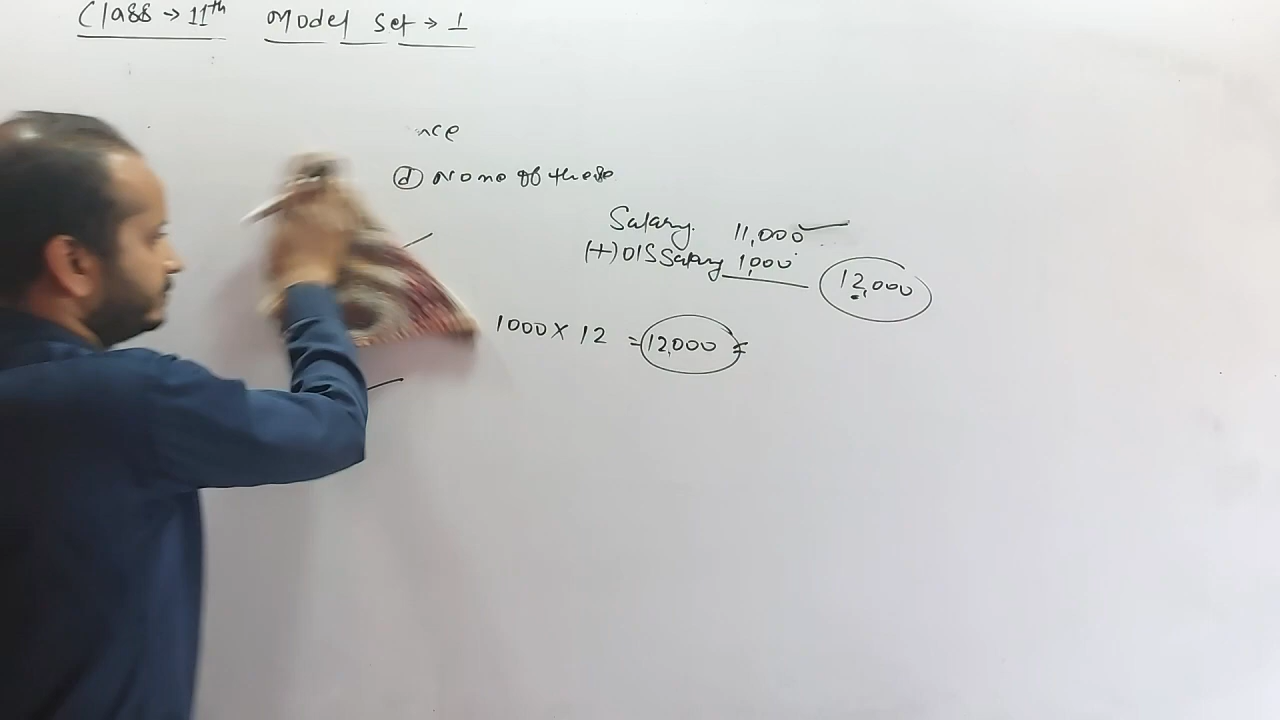 Class → 11th Model Set → 1
nce
(d) None of these
Salary 11,000
(+) O/S Salary 1,000 12,000
1000 × 12 = 12,000 =